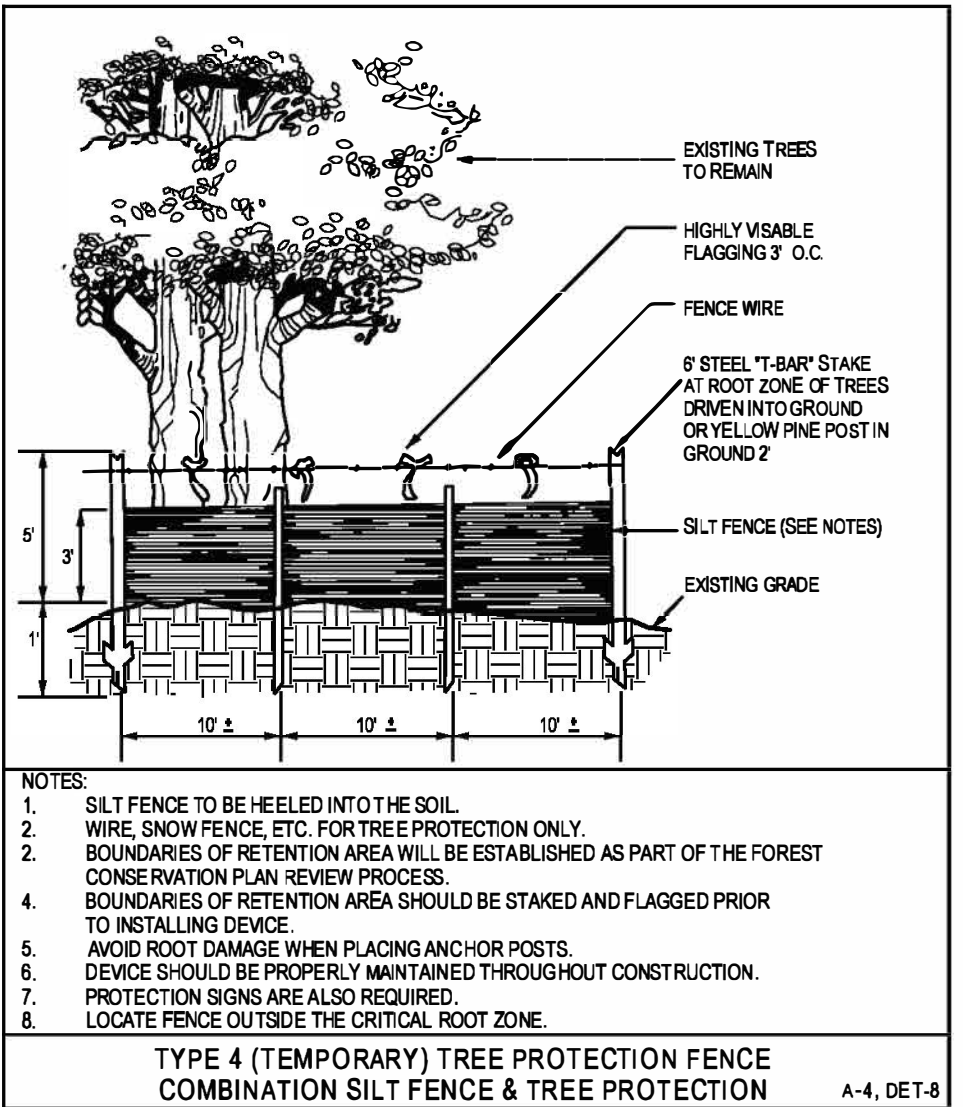 EXISTING TREES
TO REMAIN
HIGHLY VISABLE
FLAGGING 3' O.C.
FENCE WIRE
6' STEEL "T-BAR" STAKE
AT ROOT ZONE OF TREES
DRIVEN INTO GROUND
OR YELLOW PINE POST IN
GROUND 2'
SILT FENCE (SEE NOTES)
EXISTING GRADE
5'
3'
1'
10' ±
10' ±
10' ±
NOTES:
1. SILT FENCE TO BE HEELED INTO THE SOIL.
2. WIRE, SNOW FENCE, ETC. FOR TREE PROTECTION ONLY.
2. BOUNDARIES OF RETENTION AREA WILL BE ESTABLISHED AS PART OF THE FOREST
CONSERVATION PLAN REVIEW PROCESS.
4. BOUNDARIES OF RETENTION AREA SHOULD BE STAKED AND FLAGGED PRIOR
TO INSTALLING DEVICE.
5. AVOID ROOT DAMAGE WHEN PLACING ANCHOR POSTS.
6. DEVICE SHOULD BE PROPERLY MAINTAINED THROUGHOUT CONSTRUCTION.
7. PROTECTION SIGNS ARE ALSO REQUIRED.
8. LOCATE FENCE OUTSIDE THE CRITICAL ROOT ZONE.
TYPE 4 (TEMPORARY) TREE PROTECTION FENCE
COMBINATION SILT FENCE & TREE PROTECTION
A-4, DET-8